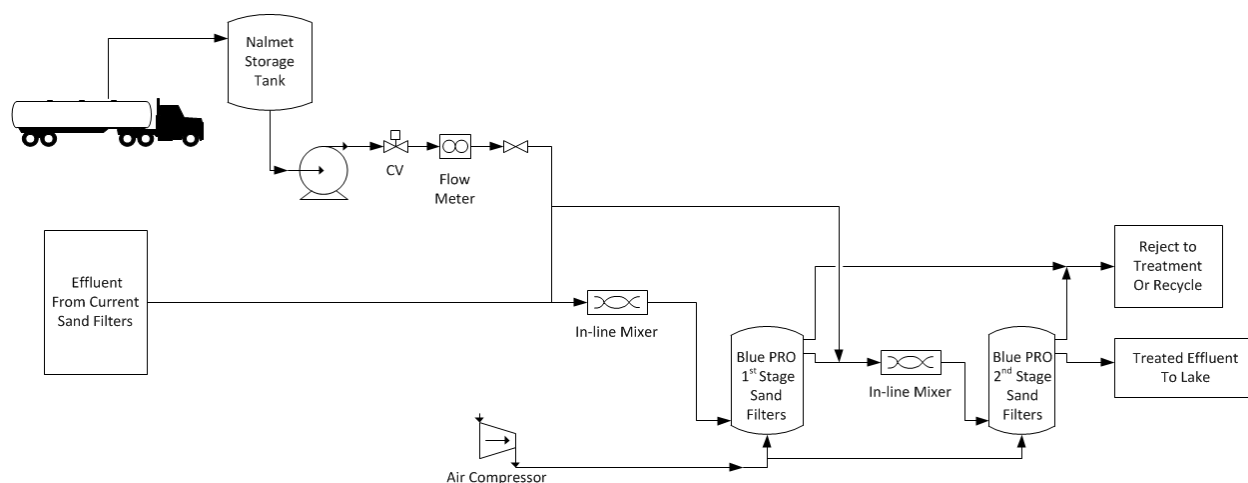 Nalmet
Storage
Tank
CV
Flow
Meter
Effluent
From Current
Sand Filters
In-line Mixer
Blue PRO
1st Stage
Sand
Filters
In-line Mixer
Blue PRO
2nd Stage
Sand
Filters
Reject to
Treatment
Or Recycle
Treated Effluent
To Lake
Air Compressor